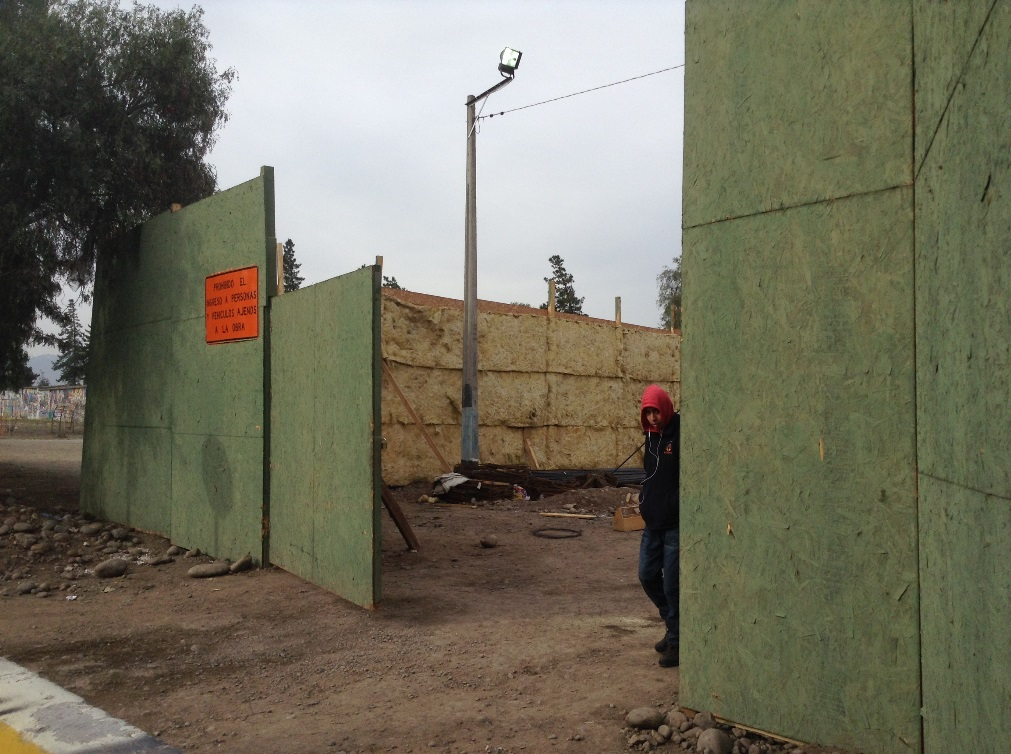 PROHIBIDO EL
INGRESO A PERSONAS
Y VEHICULOS AJENOS
A LA OBRA